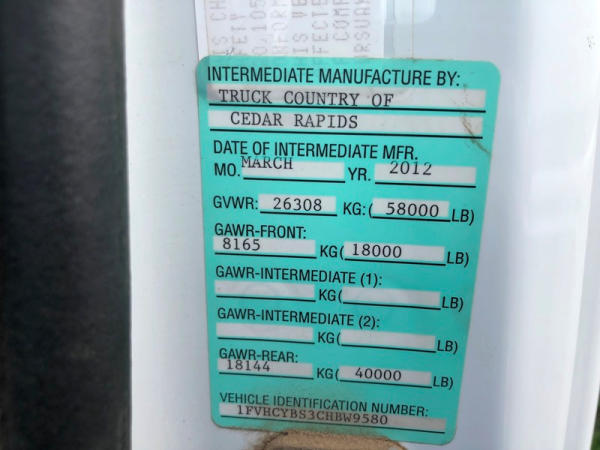 INTERMEDIATE MANUFACTURE BY:
TRUCK COUNTRY OF
CEDAR RAPIDS
DATE OF INTERMEDIATE MFR.
MO. MARCH YR. 2012
GVWR: 26308 KG: (58000 LB)
GAWR-FRONT:
8165 KG(18000 LB)
GAWR-INTERMEDIATE (1):
KG( LB)
GAWR-INTERMEDIATE (2):
KG( LB)
GAWR-REAR:
18144 KG( 40000 LB)
VEHICLE IDENTIFICATION NUMBER:
1FVHCYBS3CHBW9580